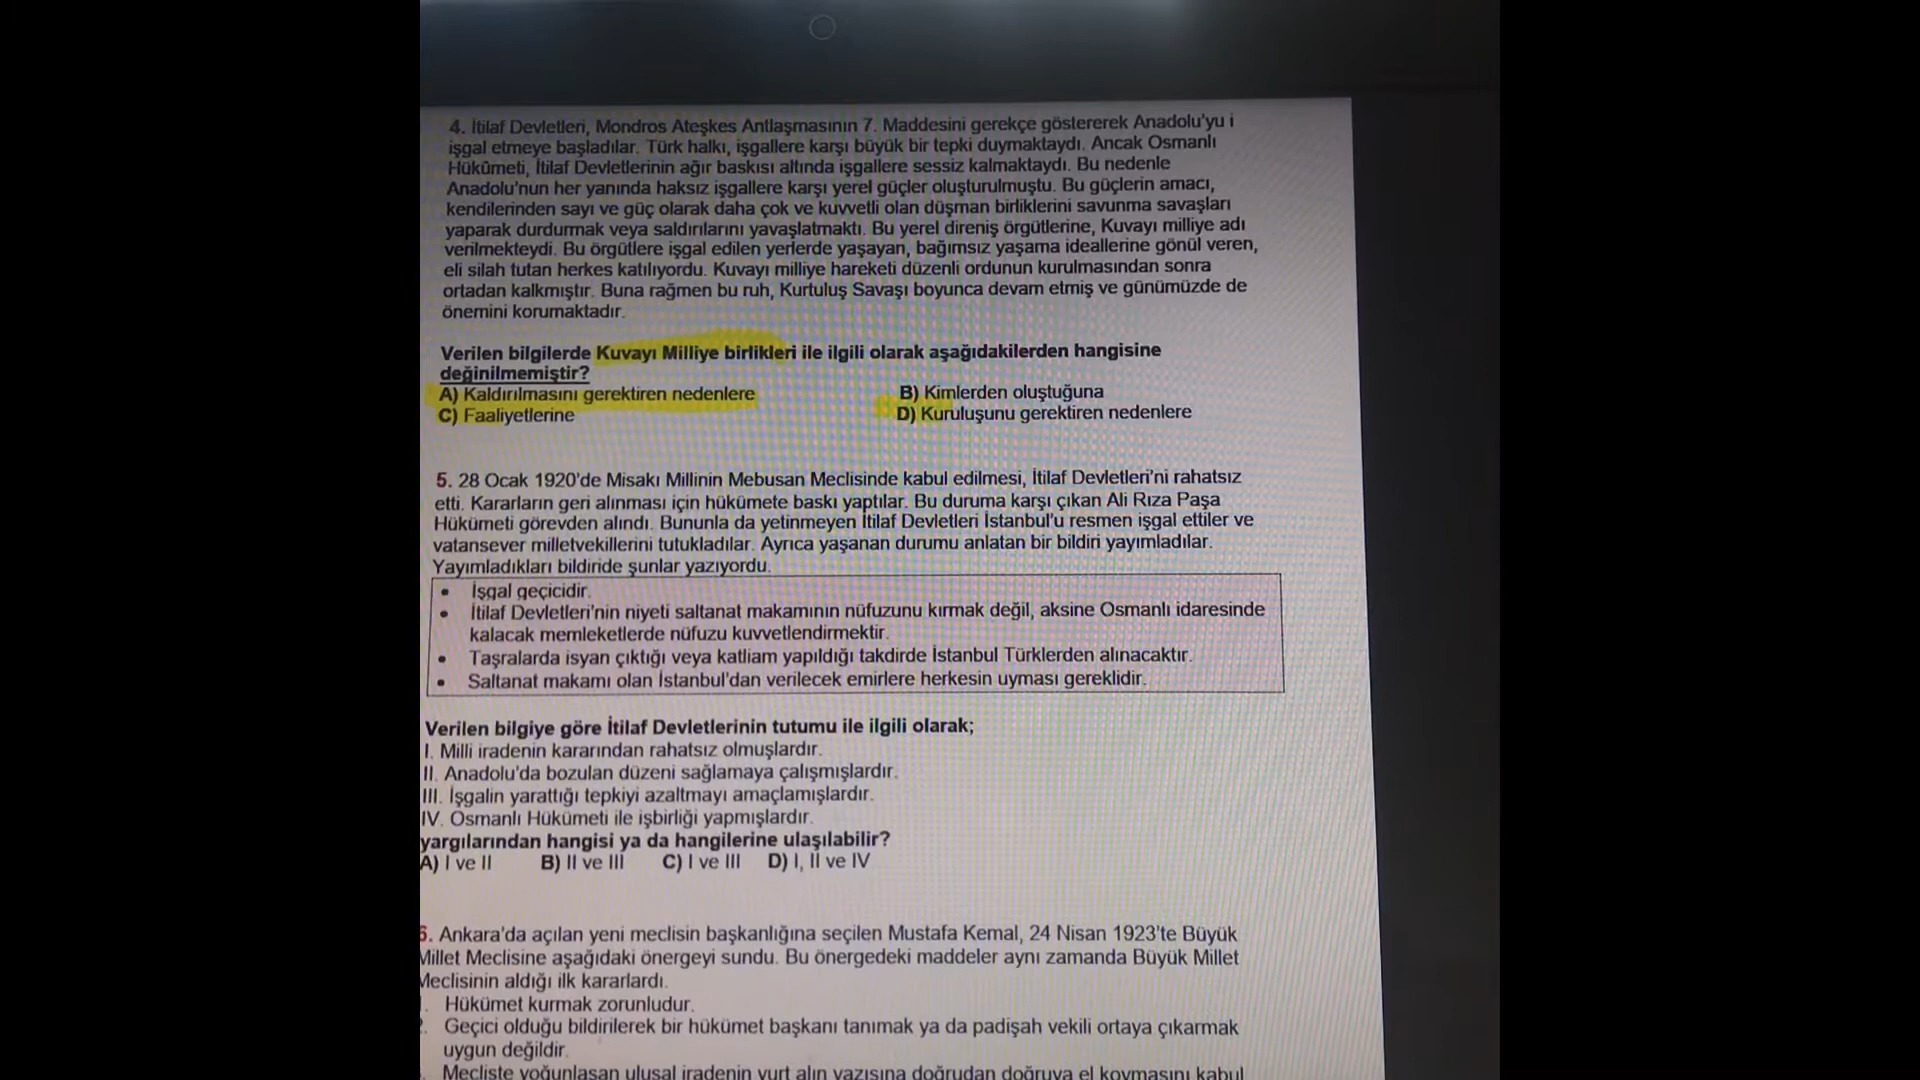 4. İtilaf Devletleri, Mondros Ateşkes Antlaşmasının 7. Maddesini gerekçe göstererek Anadolu'yu i
işgal etmeye başladılar. Türk halkı, işgallere karşı büyük bir tepki duymaktaydı. Ancak Osmanlı
Hükûmeti, İtilaf Devletlerinin ağır baskısı altında işgallere sessiz kalmaktaydı. Bu nedenle
Anadolu'nun her yanında haksız işgallere karşı yerel güçler oluşturulmuştu. Bu güçlerin amacı,
kendilerinden sayı ve güç olarak daha çok ve kuvvetli olan düşman birliklerini savunma savaşları
yaparak durdurmak veya saldırılarını yavaşlatmaktı. Bu yerel direniş örgütlerine, Kuvayı milliye adı
verilmekteydi. Bu örgütlere işgal edilen yerlerde yaşayan, bağımsız yaşama ideallerine gönül veren,
eli silah tutan herkes katılıyordu. Kuvayı milliye hareketi düzenli ordunun kurulmasından sonra
ortadan kalkmıştır. Buna rağmen bu ruh, Kurtuluş Savaşı boyunca devam etmiş ve günümüzde de
önemini korumaktadır.
Verilen bilgilerde Kuvayı Milliye birlikleri ile ilgili olarak aşağıdakilerden hangisine
değinilmemiştir?
A) Kaldırılmasını gerektiren nedenlere B) Kimlerden oluştuğuna
C) Faaliyetlerine D) Kuruluşunu gerektiren nedenlere
5. 28 Ocak 1920'de Misakı Millinin Mebusan Meclisinde kabul edilmesi, İtilaf Devletleri'ni rahatsız
etti. Kararların geri alınması için hükümete baskı yaptılar. Bu duruma karşı çıkan Ali Rıza Paşa
Hükümeti görevden alındı. Bununla da yetinmeyen İtilaf Devletleri İstanbul'u resmen işgal ettiler ve
vatansever milletvekillerini tutukladılar. Ayrıca yaşanan durumu anlatan bir bildiri yayımladılar.
Yayımladıkları bildiride şunlar yazıyordu.
• İşgal geçicidir.
• İtilaf Devletleri'nin niyeti saltanat makamının nüfuzunu kırmak değil, aksine Osmanlı idaresinde
kalacak memleketlerde nüfuzu kuvvetlendirmektir.
• Taşralarda isyan çıktığı veya katliam yapıldığı takdirde İstanbul Türklerden alınacaktır.
• Saltanat makamı olan İstanbul'dan verilecek emirlere herkesin uyması gereklidir.
Verilen bilgiye göre İtilaf Devletlerinin tutumu ile ilgili olarak;
I. Milli iradenin kararından rahatsız olmuşlardır.
II. Anadolu'da bozulan düzeni sağlamaya çalışmışlardır.
III. İşgalin yarattığı tepkiyi azaltmayı amaçlamışlardır.
IV. Osmanlı Hükümeti ile işbirliği yapmışlardır.
yargılarından hangisi ya da hangilerine ulaşılabilir?
A) I ve II B) II ve III C) I ve III D) I, II ve IV
6. Ankara'da açılan yeni meclisin başkanlığına seçilen Mustafa Kemal, 24 Nisan 1923'te Büyük
Millet Meclisine aşağıdaki önergeyi sundu. Bu önergedeki maddeler aynı zamanda Büyük Millet
Meclisinin aldığı ilk kararlardı.
Hükümet kurmak zorunludur.
Geçici olduğu bildirilerek bir hükümet başkanı tanımak ya da padişah vekili ortaya çıkarmak
uygun değildir.
Mecliste yoğunlaşan ulusal iradenin yurt alın yazısına doğrudan doğruya el koymasını kabul